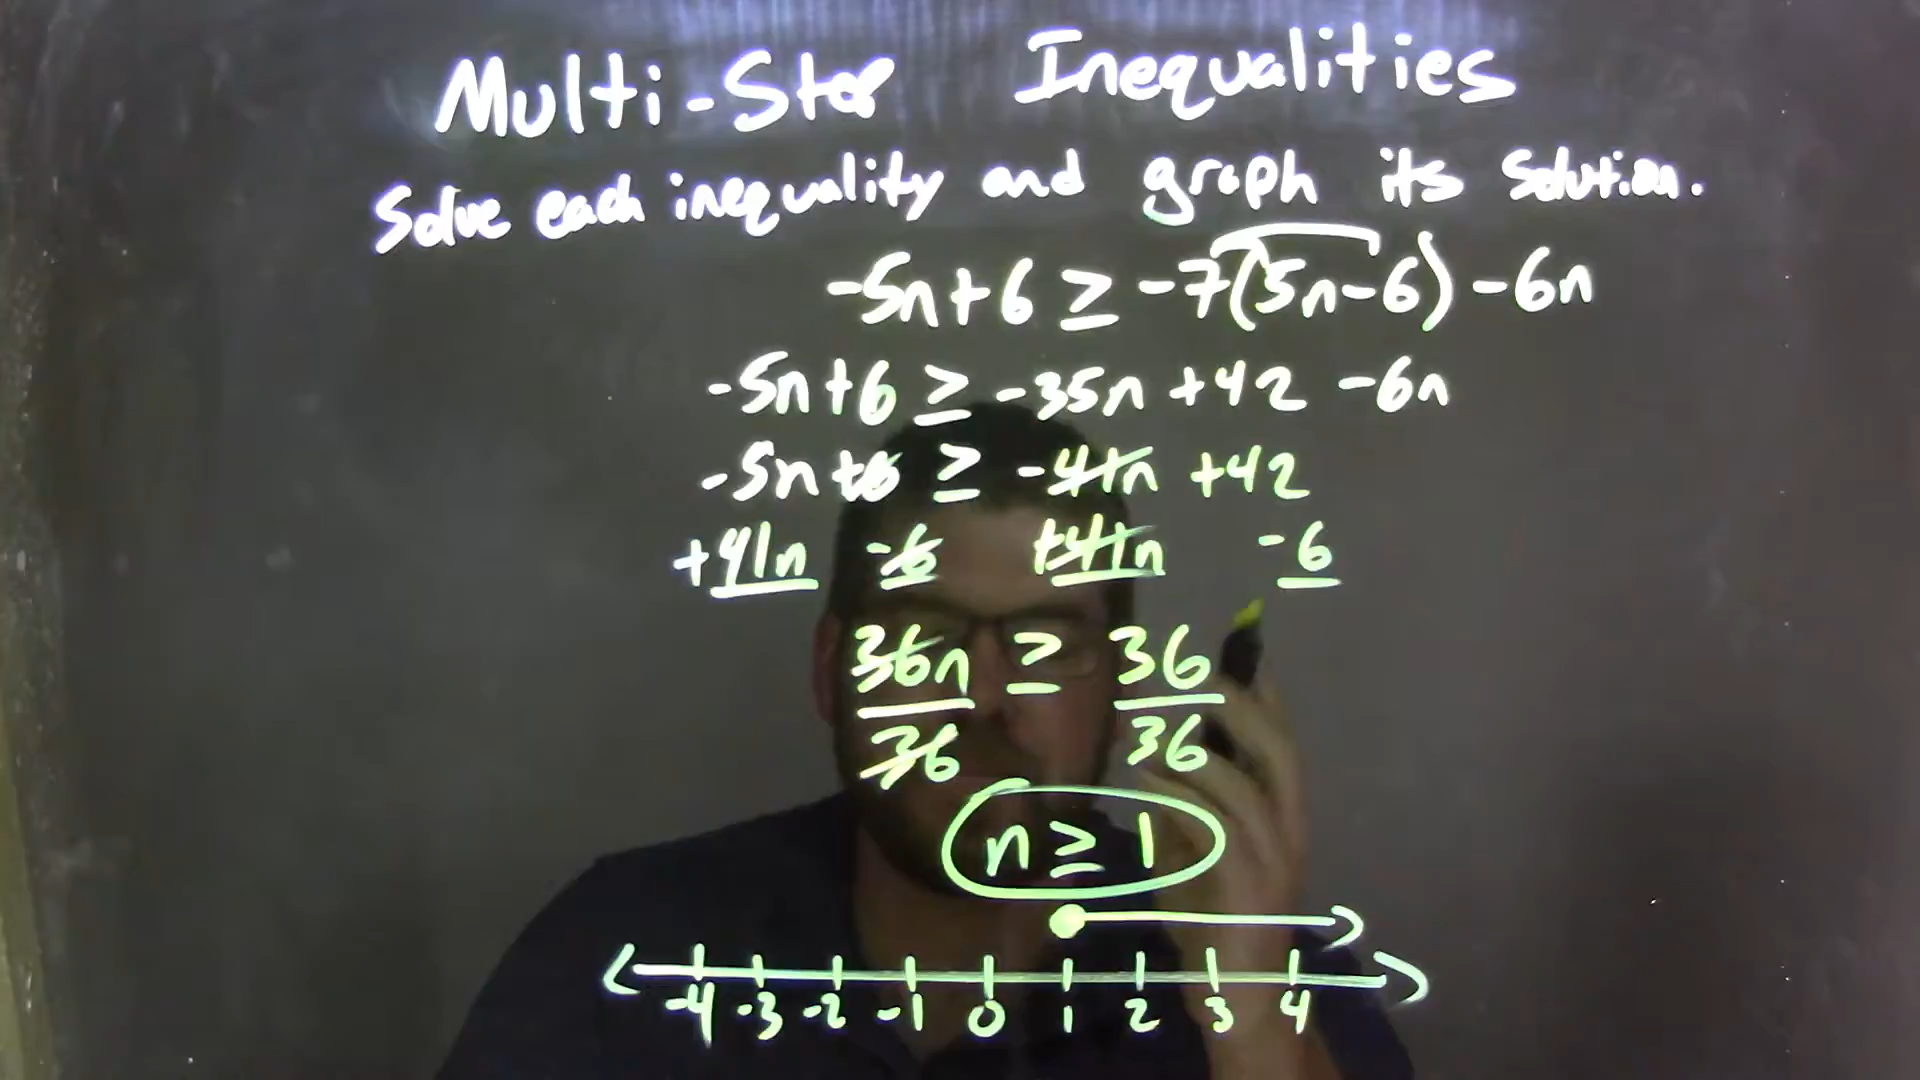 Multi-Step Inequalities
Solve each inequality and graph its solution.
-5n+6 ≥ -7(5n-6)-6n
-5n+6 ≥ -35n +42 -6n
-5n+6 ≥ -41n +42
+41n -6 +41n -6
36n ≥ 36
36 36
n ≥ 1
-4 -3 -2 -1 0 1 2 3 4